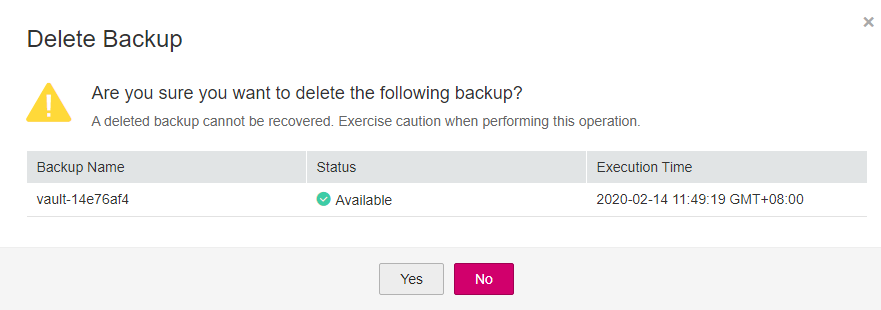 Delete Backup
×
Are you sure you want to delete the following backup?
A deleted backup cannot be recovered. Exercise caution when performing this operation.
Backup Name Status Execution Time
vault-14e76af4 Available 2020-02-14 11:49:19 GMT+08:00
Yes No